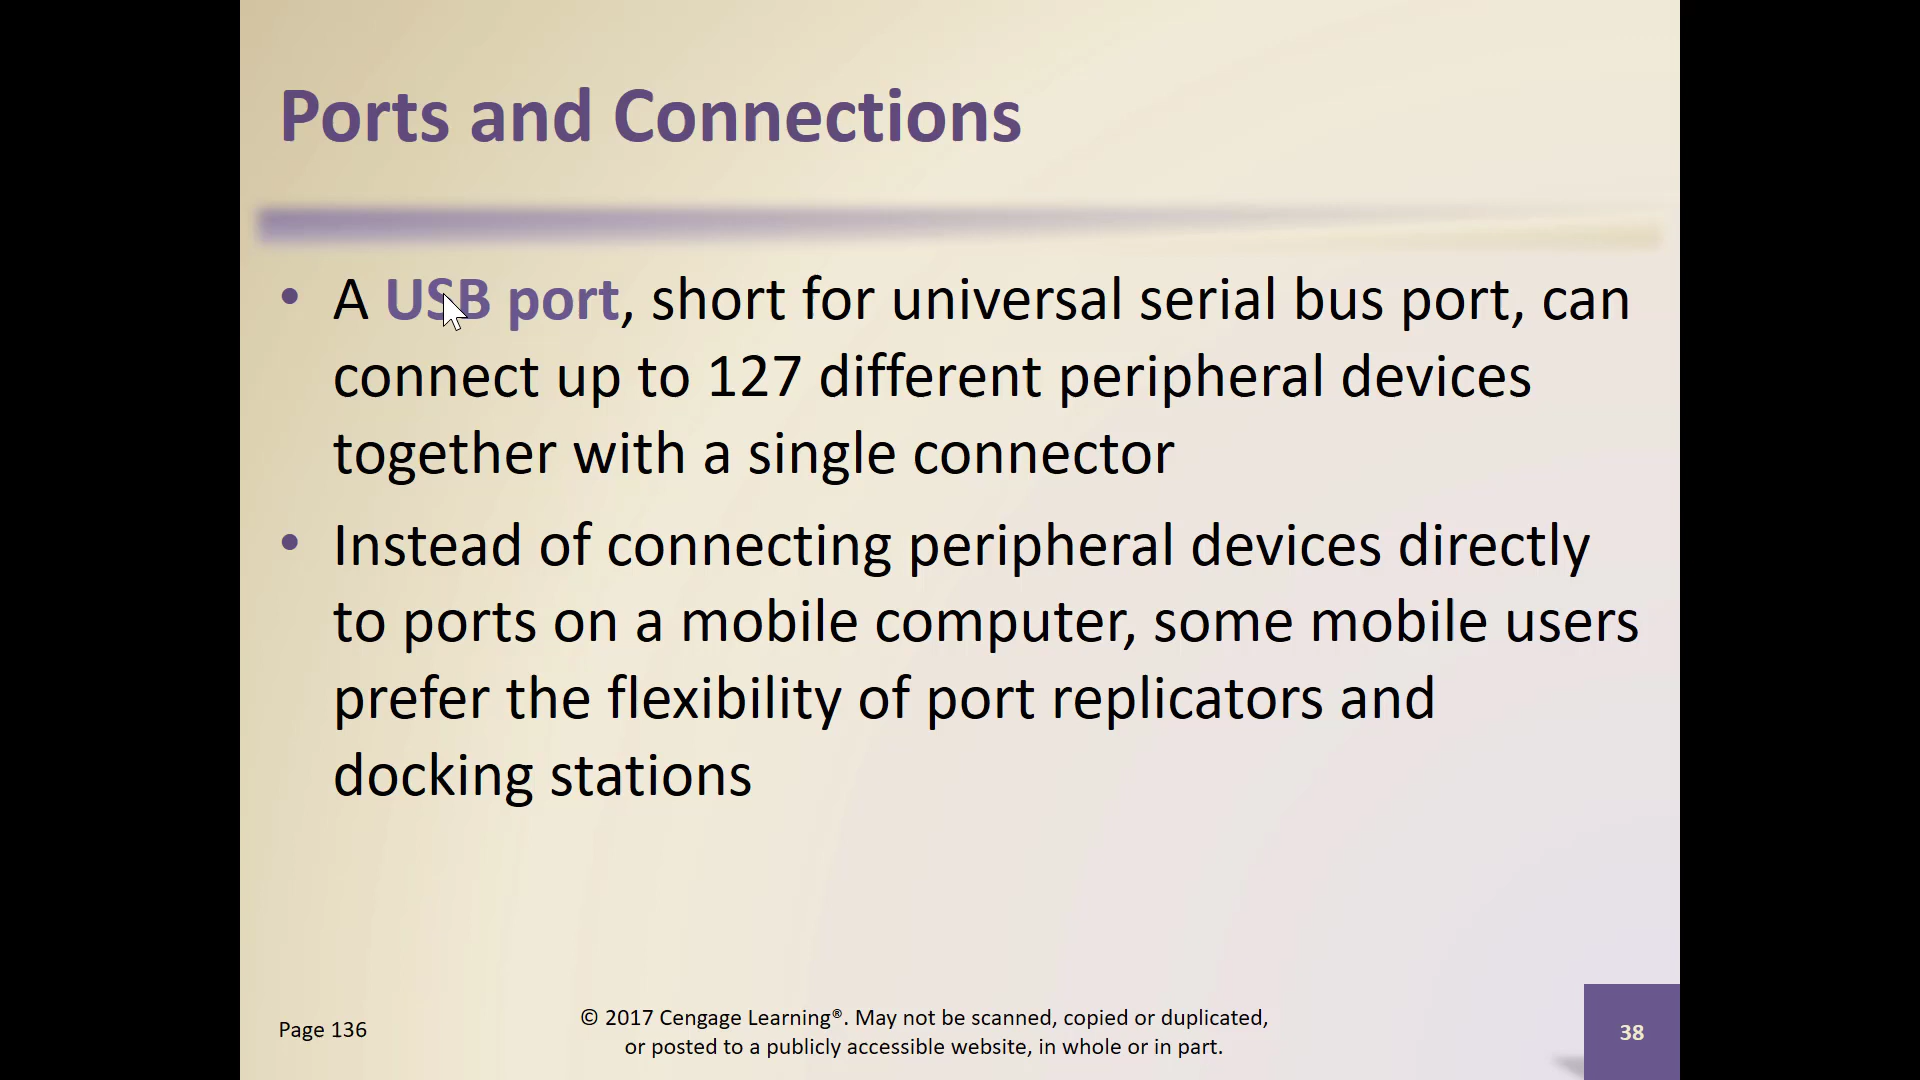 Ports and Connections
• A USB port, short for universal serial bus port, can
connect up to 127 different peripheral devices
together with a single connector
• Instead of connecting peripheral devices directly
to ports on a mobile computer, some mobile users
prefer the flexibility of port replicators and
docking stations
Page 136
© 2017 Cengage Learning®. May not be scanned, copied or duplicated,
or posted to a publicly accessible website, in whole or in part.
38